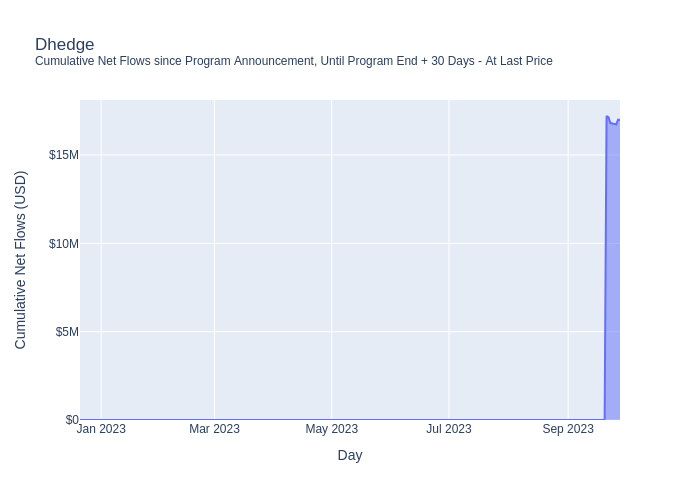 Dhedge
Cumulative Net Flows since Program Announcement, Until Program End + 30 Days - At Last Price
Cumulative Net Flows (USD)
$15M
$10M
$5M
$0
Jan 2023
Mar 2023
May 2023
Jul 2023
Sep 2023
Day